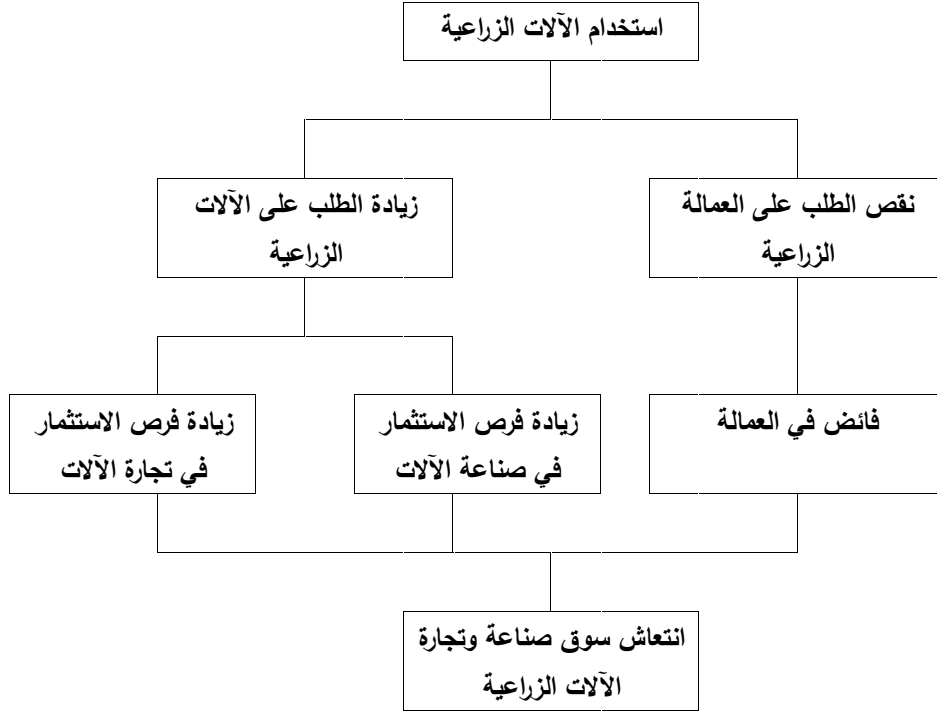 استخدام الآلات الزراعية
نقص الطلب على العمالة
الزراعية
زيادة الطلب على الآلات
الزراعية
فائض في العمالة
زيادة فرص الاستثمار
في صناعة الآلات
زيادة فرص الاستثمار
في تجارة الآلات
انتعاش سوق صناعة وتجارة
الآلات الزراعية